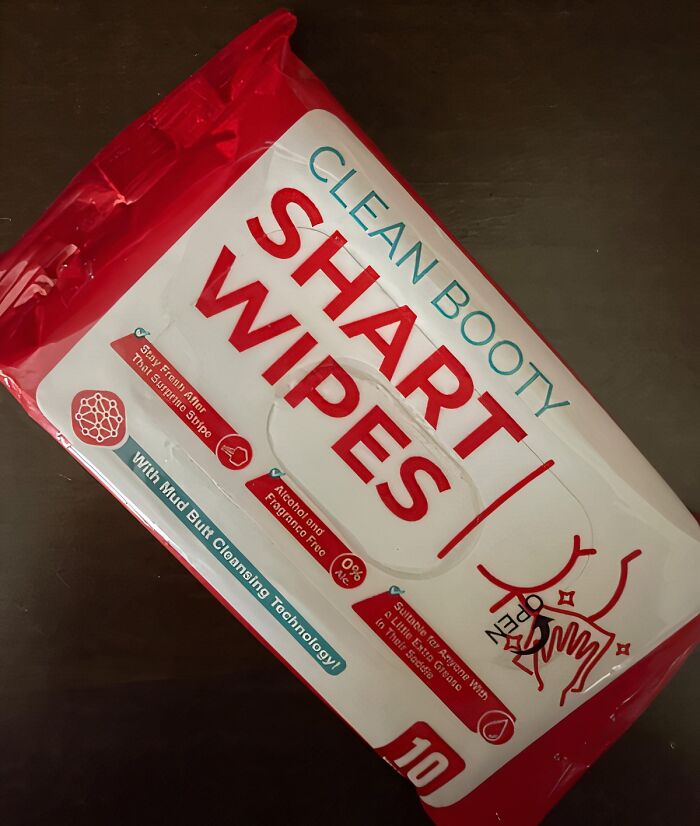 CLEAN BOOTY
SHART
WIPES
Stay Fresh After
That Surprise Stripe
With Mud Butt Cleansing Technology!
Alcohol and
Fragrance Free
0%
Alc.
Suitable for Anyone With
a Little Extra Grease
in Their Saddle
OPEN
10